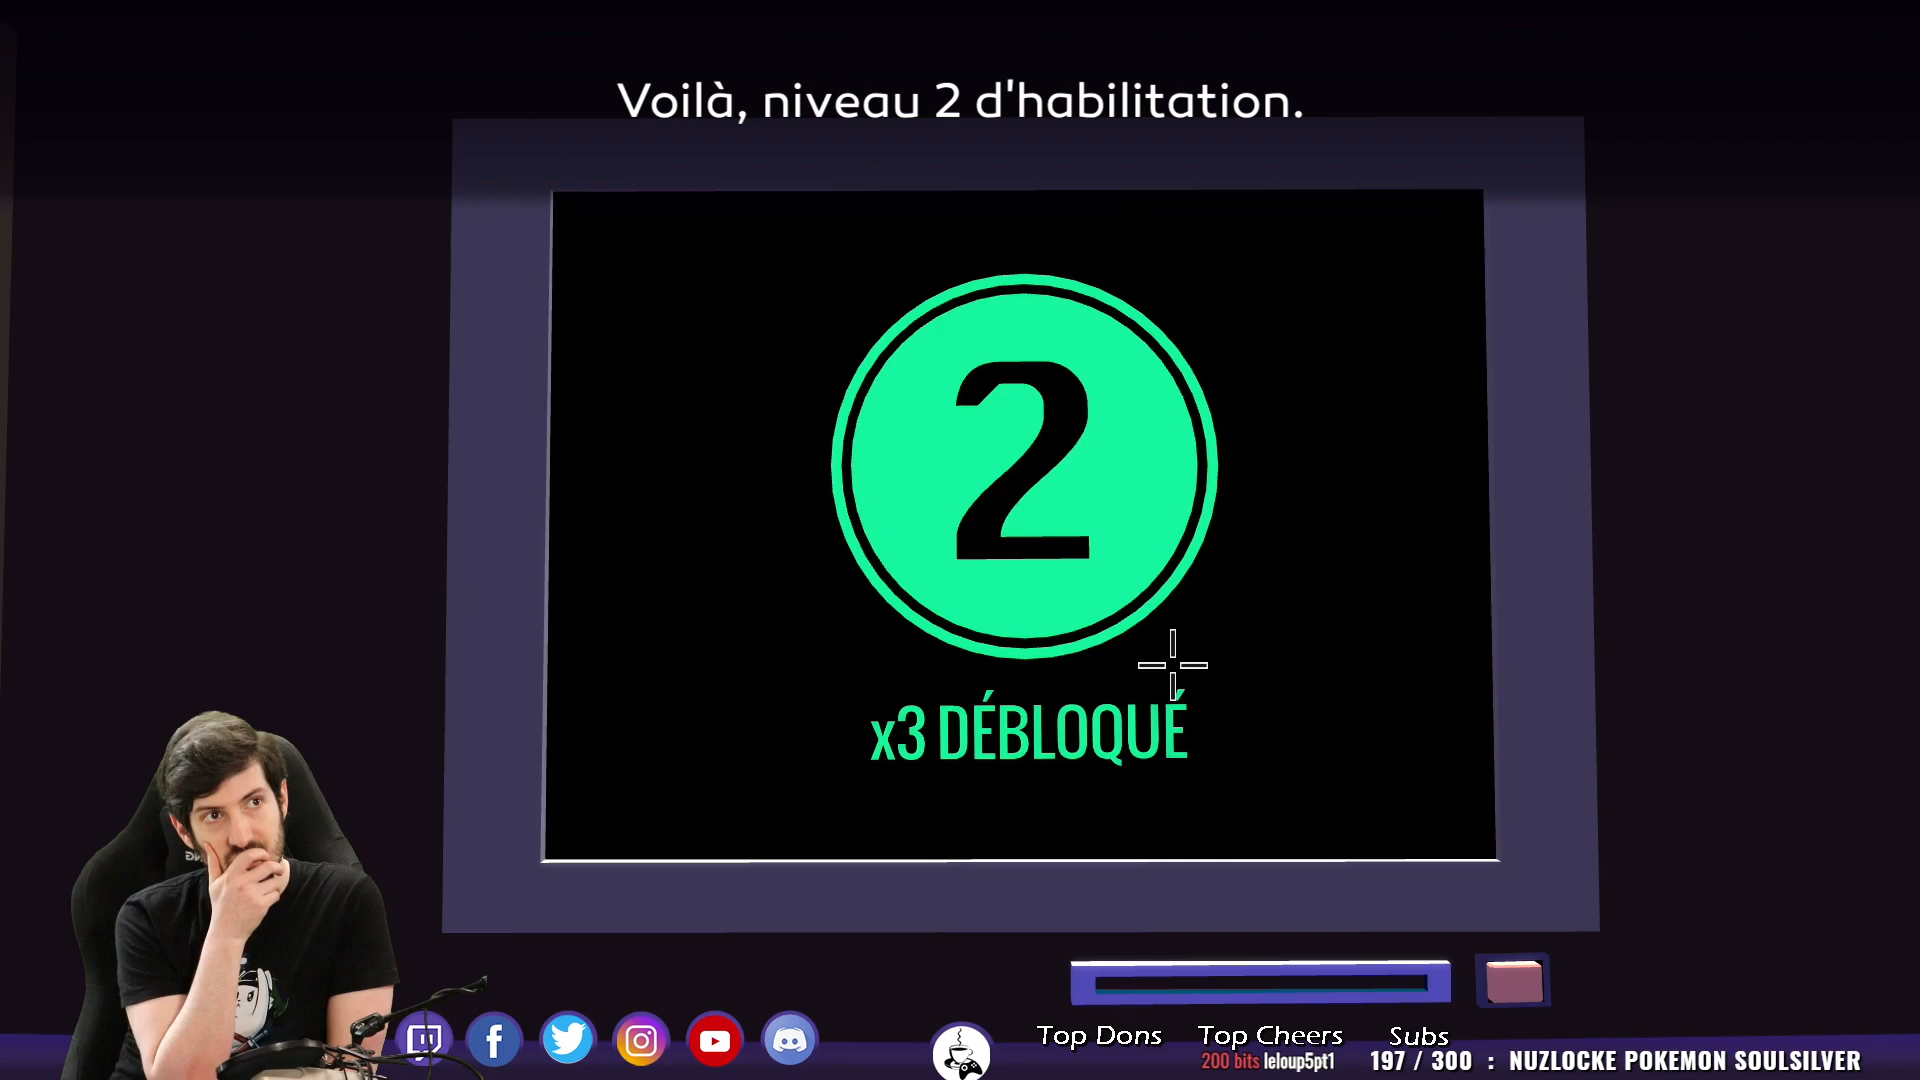 Voilà, niveau 2 d'habilitation.
2
x3 DÉBLOQUÉ
Top Dons
Top Cheers
Subs
200 bits leloup5pt1
197 / 300 : NUZLOCKE POKEMON SOULSILVER